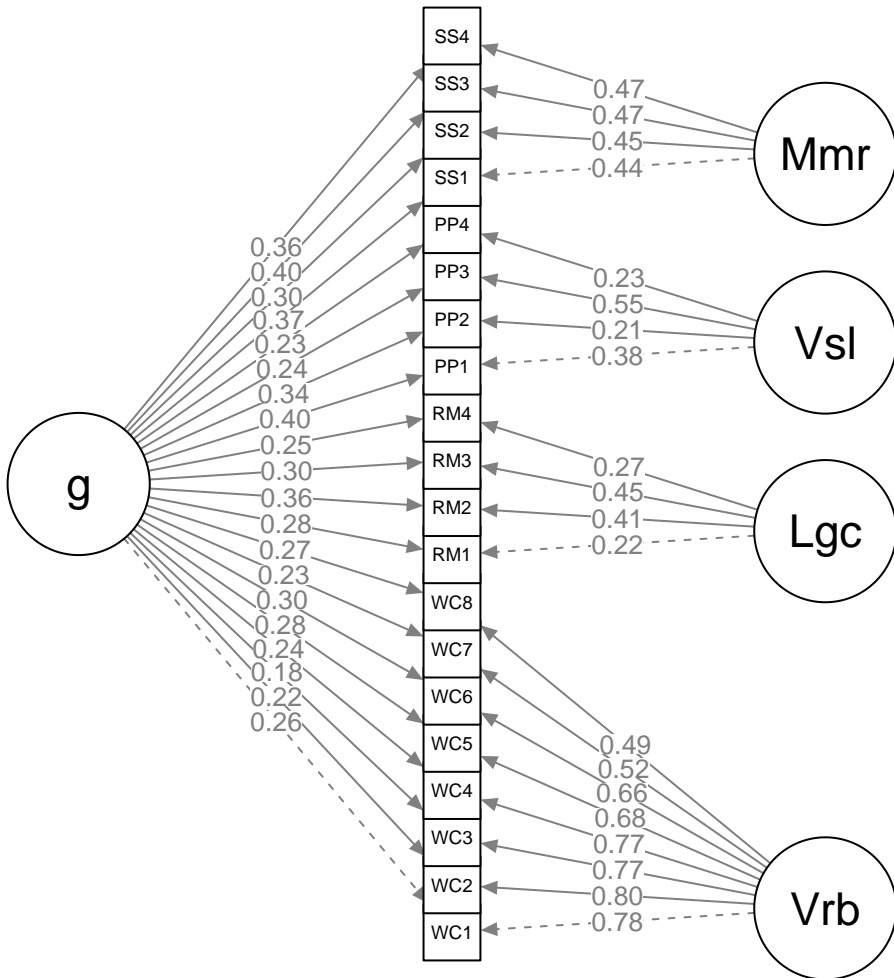 SS4
SS3
SS2
SS1
PP4
PP3
PP2
PP1
RM4
RM3
RM2
RM1
WC8
WC7
WC6
WC5
WC4
WC3
WC2
WC1
g
0.36
0.40
0.30
0.37
0.23
0.24
0.34
0.40
0.25
0.30
0.36
0.28
0.27
0.23
0.30
0.28
0.24
0.18
0.22
0.26
Mmr
0.47
0.47
0.45
0.44
Vsl
0.23
0.55
0.21
0.38
Lgc
0.27
0.45
0.41
0.22
Vrb
0.49
0.52
0.66
0.68
0.77
0.77
0.80
0.78